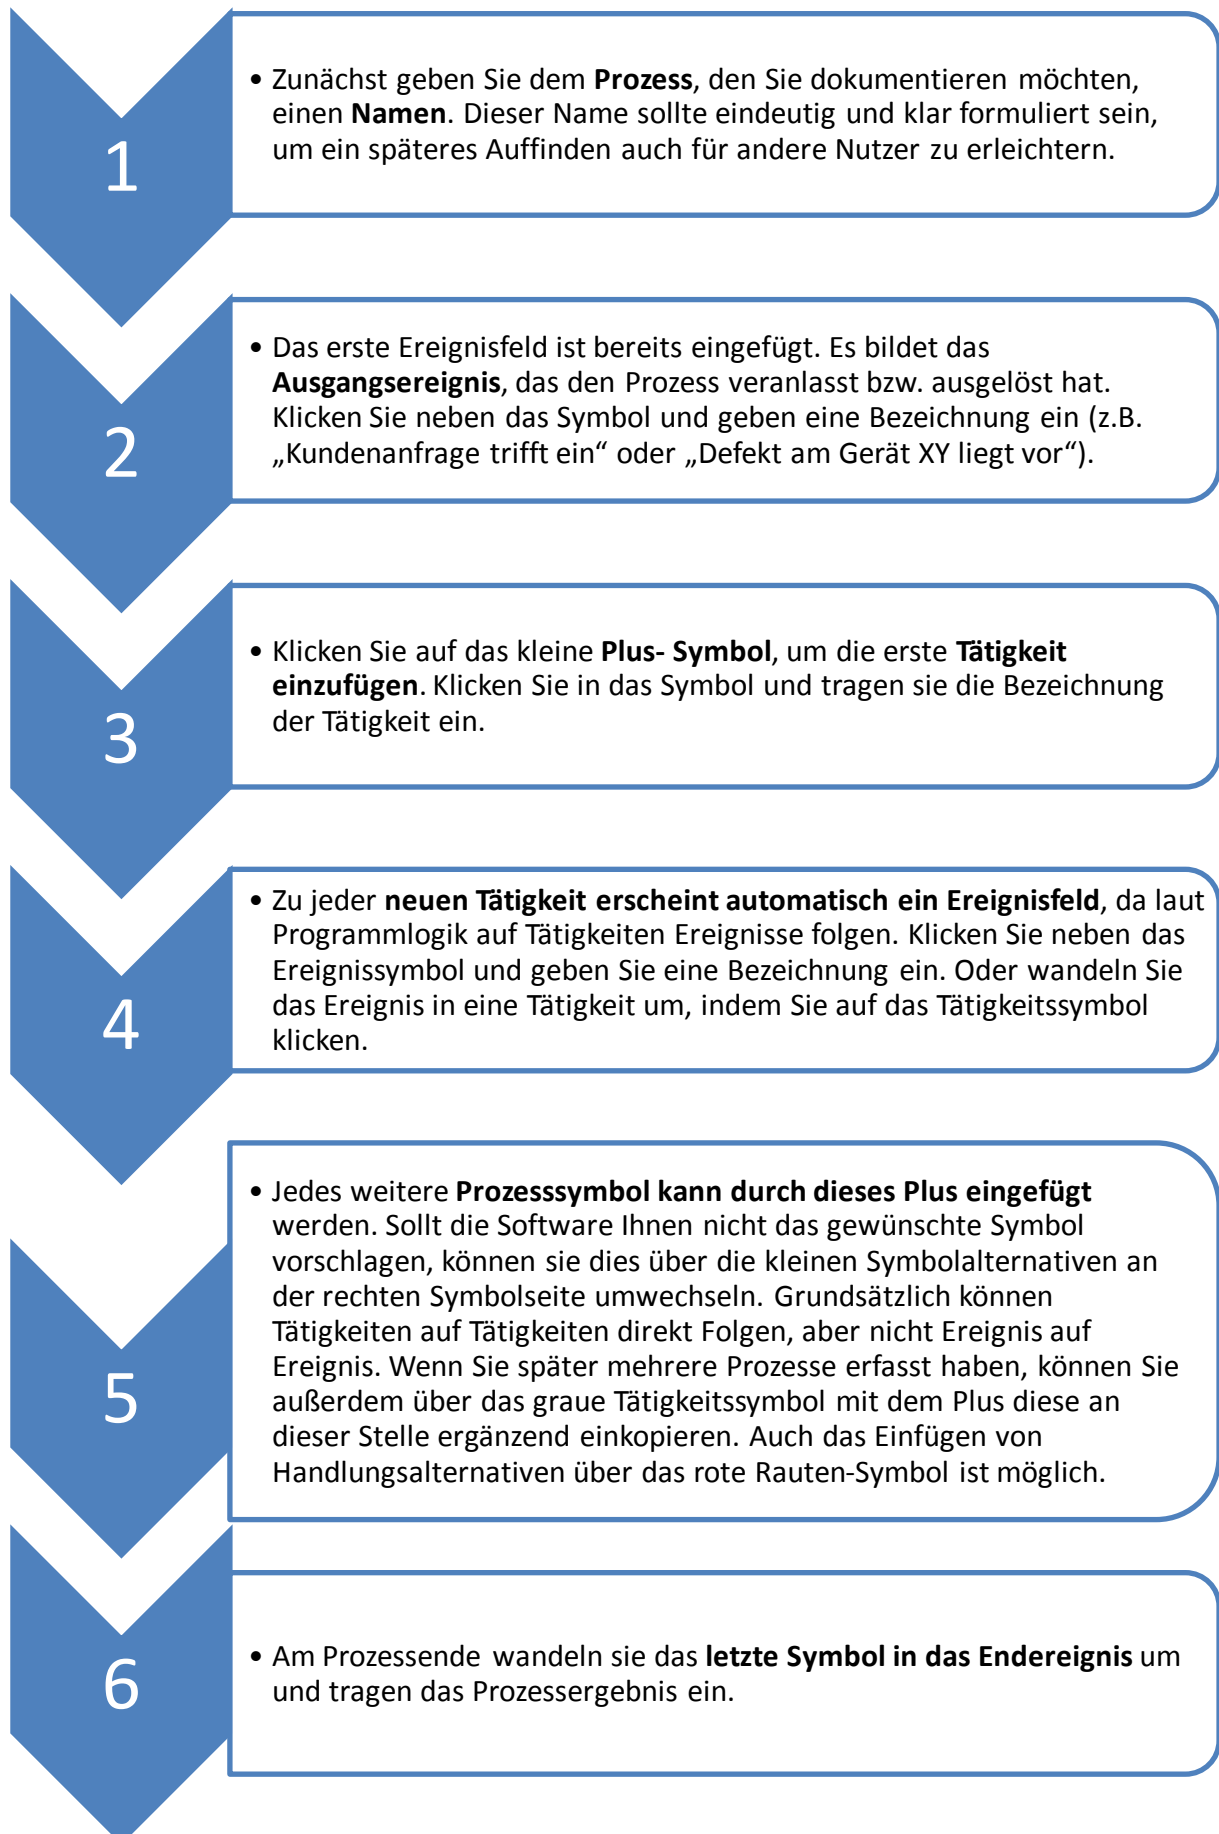 1
• Zunächst geben Sie dem Prozess, den Sie dokumentieren möchten,
einen Namen. Dieser Name sollte eindeutig und klar formuliert sein,
um ein späteres Auffinden auch für andere Nutzer zu erleichtern.
2
• Das erste Ereignisfeld ist bereits eingefügt. Es bildet das
Ausgangsereignis, das den Prozess veranlasst bzw. ausgelöst hat.
Klicken Sie neben das Symbol und geben eine Bezeichnung ein (z.B.
„Kundenanfrage trifft ein“ oder „Defekt am Gerät XY liegt vor“).
3
• Klicken Sie auf das kleine Plus- Symbol, um die erste Tätigkeit
einzufügen. Klicken Sie in das Symbol und tragen sie die Bezeichnung
der Tätigkeit ein.
4
• Zu jeder neuen Tätigkeit erscheint automatisch ein Ereignisfeld, da laut
Programmlogik auf Tätigkeiten Ereignisse folgen. Klicken Sie neben das
Ereignissymbol und geben Sie eine Bezeichnung ein. Oder wandeln Sie
das Ereignis in eine Tätigkeit um, indem Sie auf das Tätigkeitssymbol
klicken.
5
• Jedes weitere Prozesssymbol kann durch dieses Plus eingefügt
werden. Sollt die Software Ihnen nicht das gewünschte Symbol
vorschlagen, können sie dies über die kleinen Symbolalternativen an
der rechten Symbolseite umwechseln. Grundsätzlich können
Tätigkeiten auf Tätigkeiten direkt Folgen, aber nicht Ereignis auf
Ereignis. Wenn Sie später mehrere Prozesse erfasst haben, können Sie
außerdem über das graue Tätigkeitssymbol mit dem Plus diese an
dieser Stelle ergänzend einkopieren. Auch das Einfügen von
Handlungsalternativen über das rote Rauten-Symbol ist möglich.
6
• Am Prozessende wandeln sie das letzte Symbol in das Endereignis um
und tragen das Prozessergebnis ein.